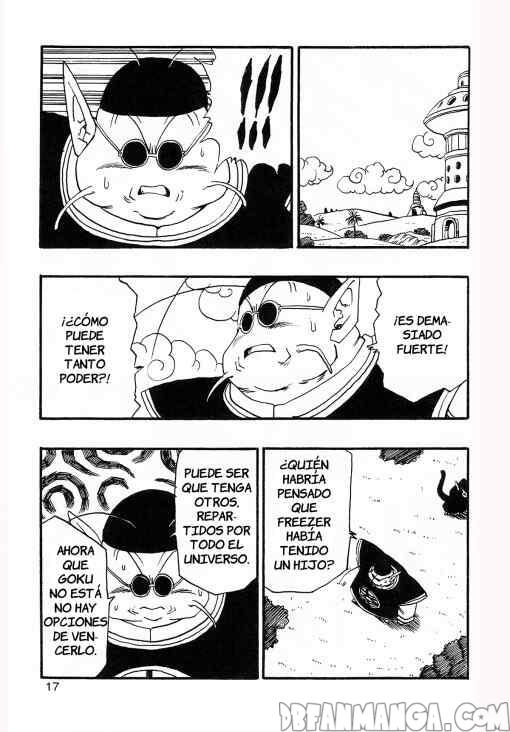 !!!
¡ES DEMA-
SIADO
FUERTE!
¡¿CÓMO
PUEDE
TENER
TANTO
PODER?!
¿QUIÉN
HABRÍA
PENSADO
QUE
FREEZER
HABÍA
TENIDO
UN HIJO?
PUEDE SER
QUE TENGA
OTROS,
REPAR-
TIDOS POR
TODO EL
UNIVERSO.
AHORA
QUE
GOKU
NO ESTÁ
NO HAY
OPCIONES
DE VEN-
CERLO.
17
DBFANMANGA.COM